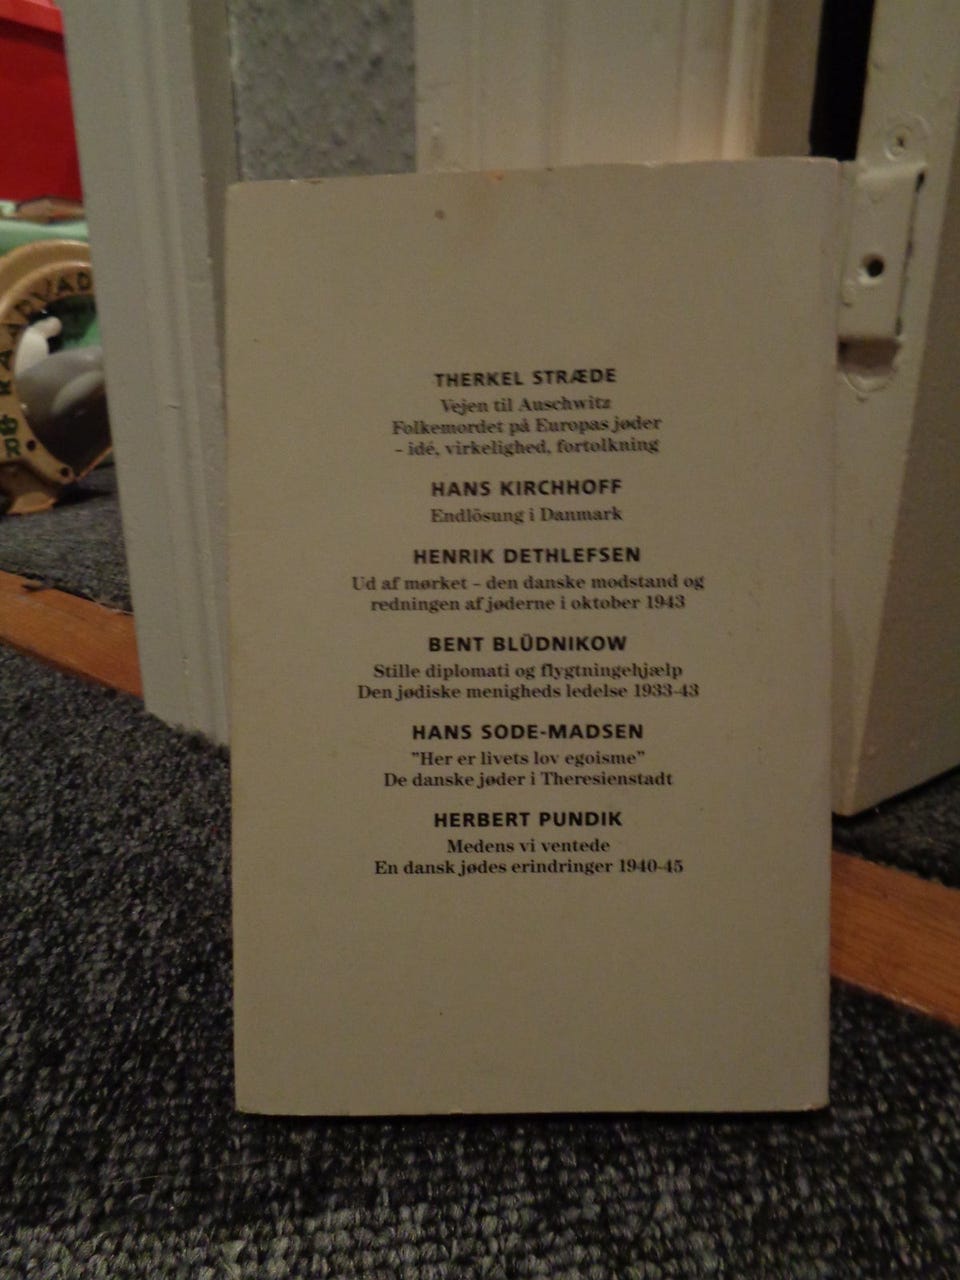 THERKEL STRÆDE
Vejen til Auschwitz
Folkemordet på Europas jøder
– idé, virkelighed, fortolkning
HANS KIRCHHOFF
Endlösung i Danmark
HENRIK DETHLEFSEN
Ud af mørket – den danske modstand og
redningen af jøderne i oktober 1943
BENT BLÜDNIKOW
Stille diplomati og flygtningehjælp
Den jødiske menigheds ledelse 1933-43
HANS SODE-MADSEN
"Her er livets lov egoisme"
De danske jøder i Theresienstadt
HERBERT PUNDIK
Medens vi ventede
En dansk jødes erindringer 1940-45